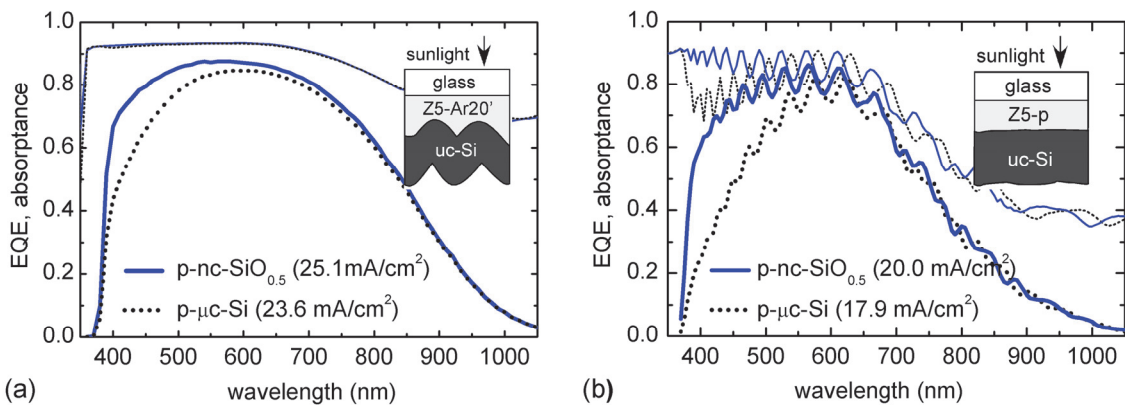 1.0
0.8
0.6
0.4
0.2
0.0
EQE, absorptance
400 500 600 700 800 900 1000
wavelength (nm)
sunlight
glass
Z5-Ar20'
uc-Si
p-nc-SiO0.5 (25.1mA/cm2)
p-μc-Si (23.6 mA/cm2)
(a)
1.0
0.8
0.6
0.4
0.2
0.0
EQE, absorptance
400 500 600 700 800 900 1000
wavelength (nm)
sunlight
glass
Z5-p
uc-Si
p-nc-SiO0.5 (20.0 mA/cm2)
p-μc-Si (17.9 mA/cm2)
(b)